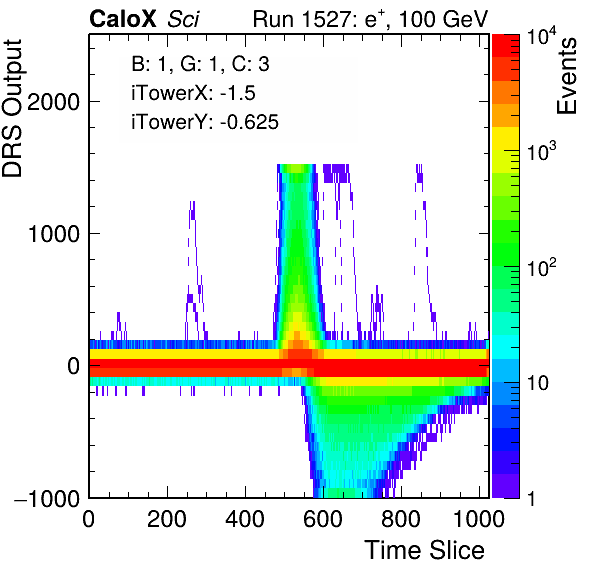 CaloX Sci Run 1527: e⁺, 100 GeV
B: 1, G: 1, C: 3
iTowerX: -1.5
iTowerY: -0.625
DRS Output
2000
1000
0
−1000
0 200 400 600 800 1000
Time Slice
Events
10⁴
10³
10²
10
1